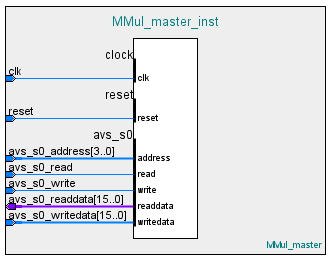 MMul_master_inst
clock
clk
clk
reset
reset
reset
avs_s0
avs_s0_address[3..0]
address
avs_s0_read
read
avs_s0_write
write
avs_s0_readdata[15..0]
readdata
avs_s0_writedata[15..0]
writedata
MMul_master